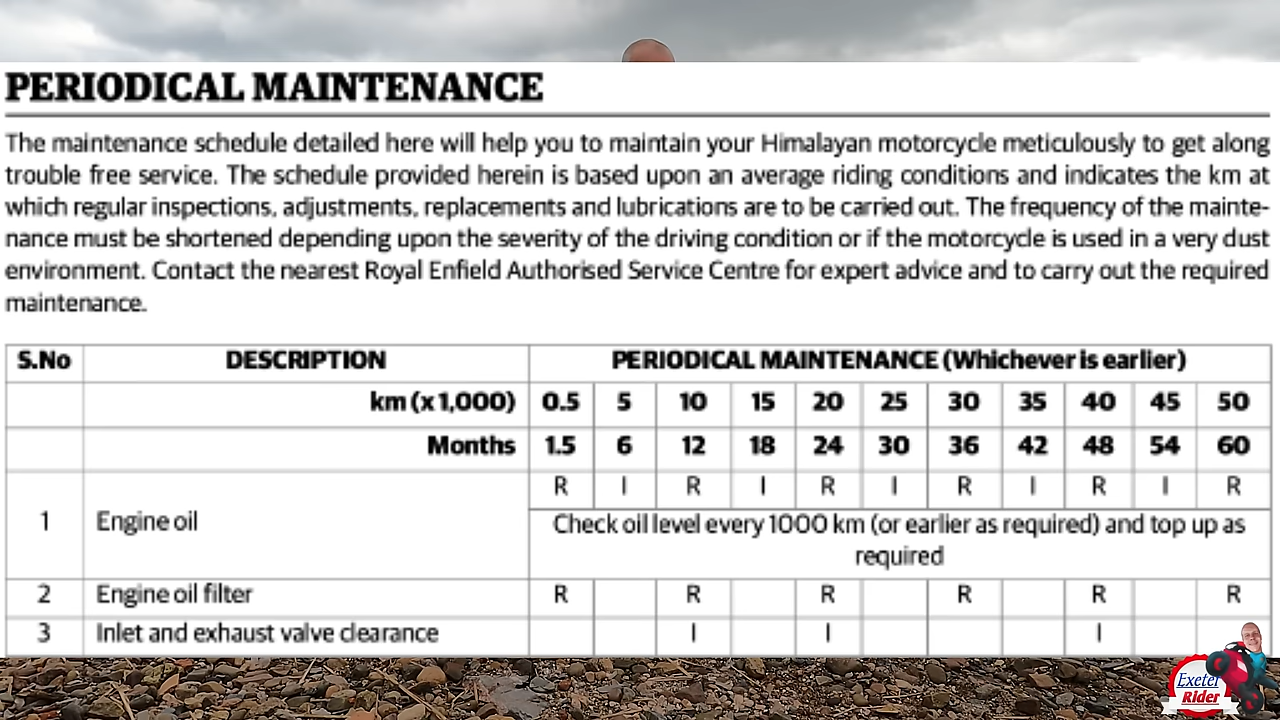 PERIODICAL MAINTENANCE
The maintenance schedule detailed here will help you to maintain your Himalayan motorcycle meticulously to get along
trouble free service. The schedule provided herein is based upon an average riding conditions and indicates the km at
which regular inspections, adjustments, replacements and lubrications are to be carried out. The frequency of the mainte-
nance must be shortened depending upon the severity of the driving condition or if the motorcycle is used in a very dust
environment. Contact the nearest Royal Enfield Authorised Service Centre for expert advice and to carry out the required
maintenance.
S.No DESCRIPTION PERIODICAL MAINTENANCE (Whichever is earlier)
km (x 1,000) 0.5 5 10 15 20 25 30 35 40 45 50
Months 1.5 6 12 18 24 30 36 42 48 54 60
R I R I R I R I R I R
1 Engine oil
Check oil level every 1000 km (or earlier as required) and top up as
required
2 Engine oil filter R R R R R R
3 Inlet and exhaust valve clearance I I I
Exeter
Rider